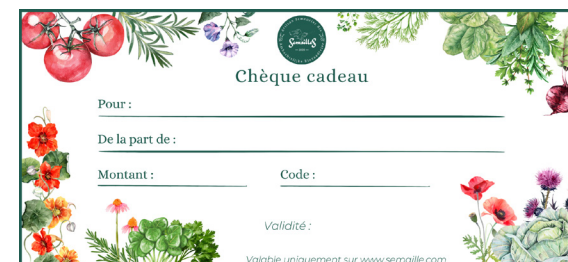 Semailles
Chèque cadeau
Pour :
De la part de :
Montant :
Code :
Validité :
Valable uniquement sur www.semaille.com